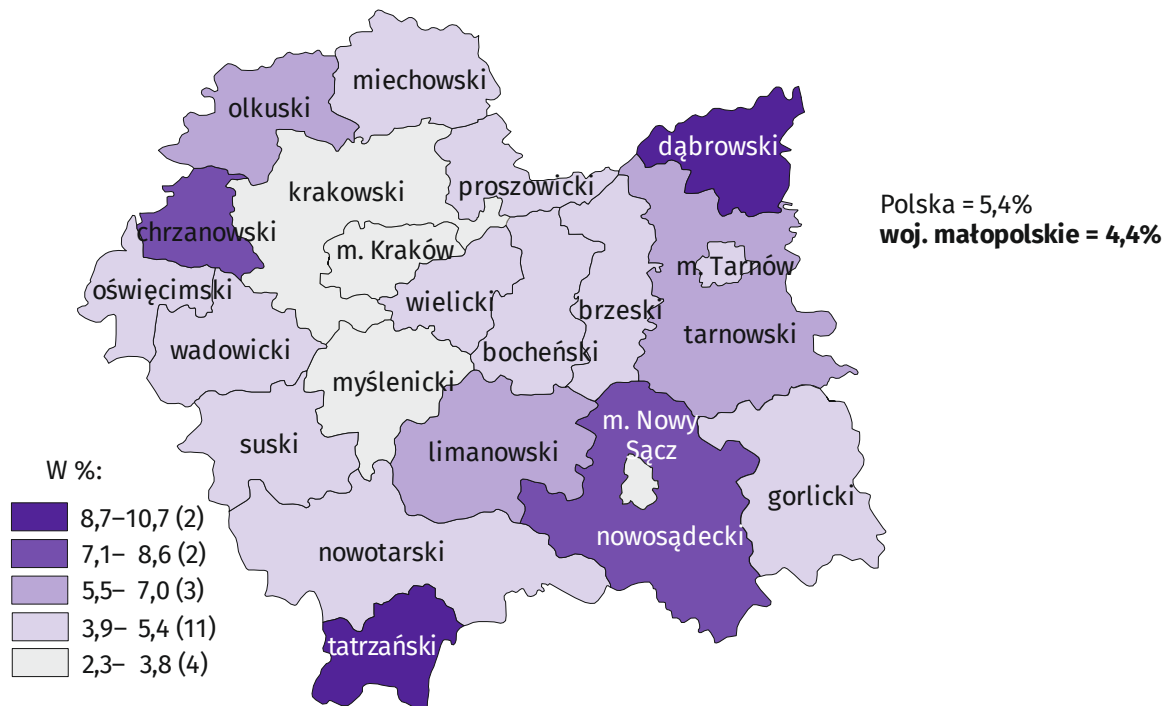 miechowski
olkuski
dąbrowski
krakowski
proszowicki
Polska = 5,4%
woj. małopolskie = 4,4%
chrzanowski
m. Kraków
m. Tarnów
oświęcimski
wielicki
brzeski
tarnowski
wadowicki
bocheński
myślenicki
m. Nowy
Sącz
suski
limanowski
gorlicki
nowosądecki
nowotarski
tatrzański
W %:
8,7–10,7 (2)
7,1– 8,6 (2)
5,5– 7,0 (3)
3,9– 5,4 (11)
2,3– 3,8 (4)